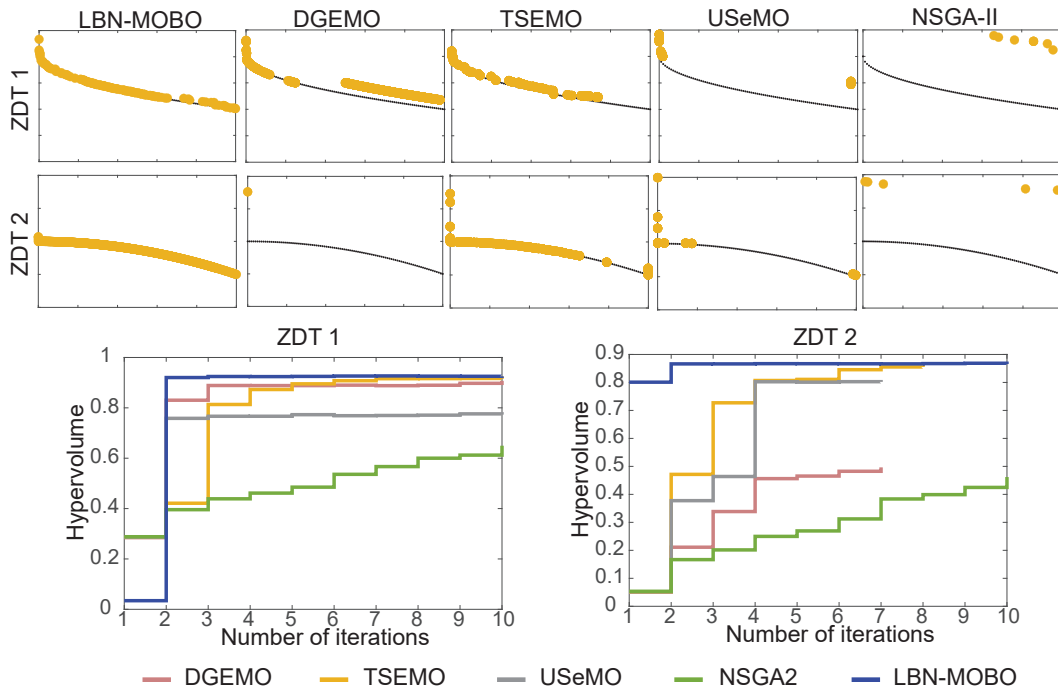 LBN-MOBO DGEMO TSEMO USeMO NSGA-II
ZDT 1
ZDT 2
ZDT 1
Hypervolume
1
0.8
0.6
0.4
0.2
0
1 2 3 4 5 6 7 8 9 10
Number of iterations
ZDT 2
Hypervolume
0.9
0.8
0.7
0.6
0.5
0.4
0.3
0.2
0.1
0
1 2 3 4 5 6 7 8 9 10
Number of iterations
DGEMO TSEMO USeMO NSGA2 LBN-MOBO